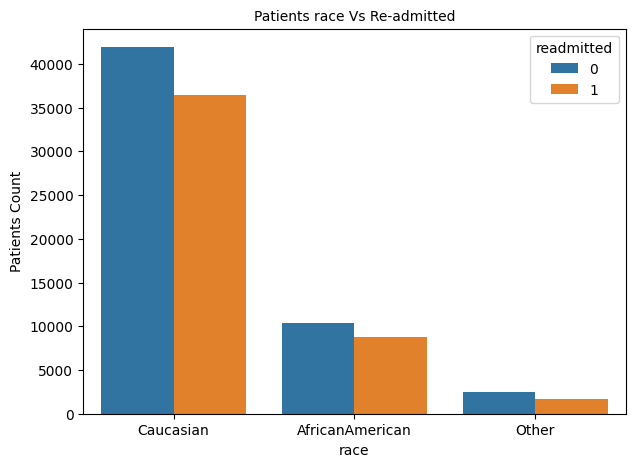 Patients race Vs Re-admitted
readmitted
0
1
Patients Count
40000
35000
30000
25000
20000
15000
10000
5000
0
Caucasian
AfricanAmerican
Other
race